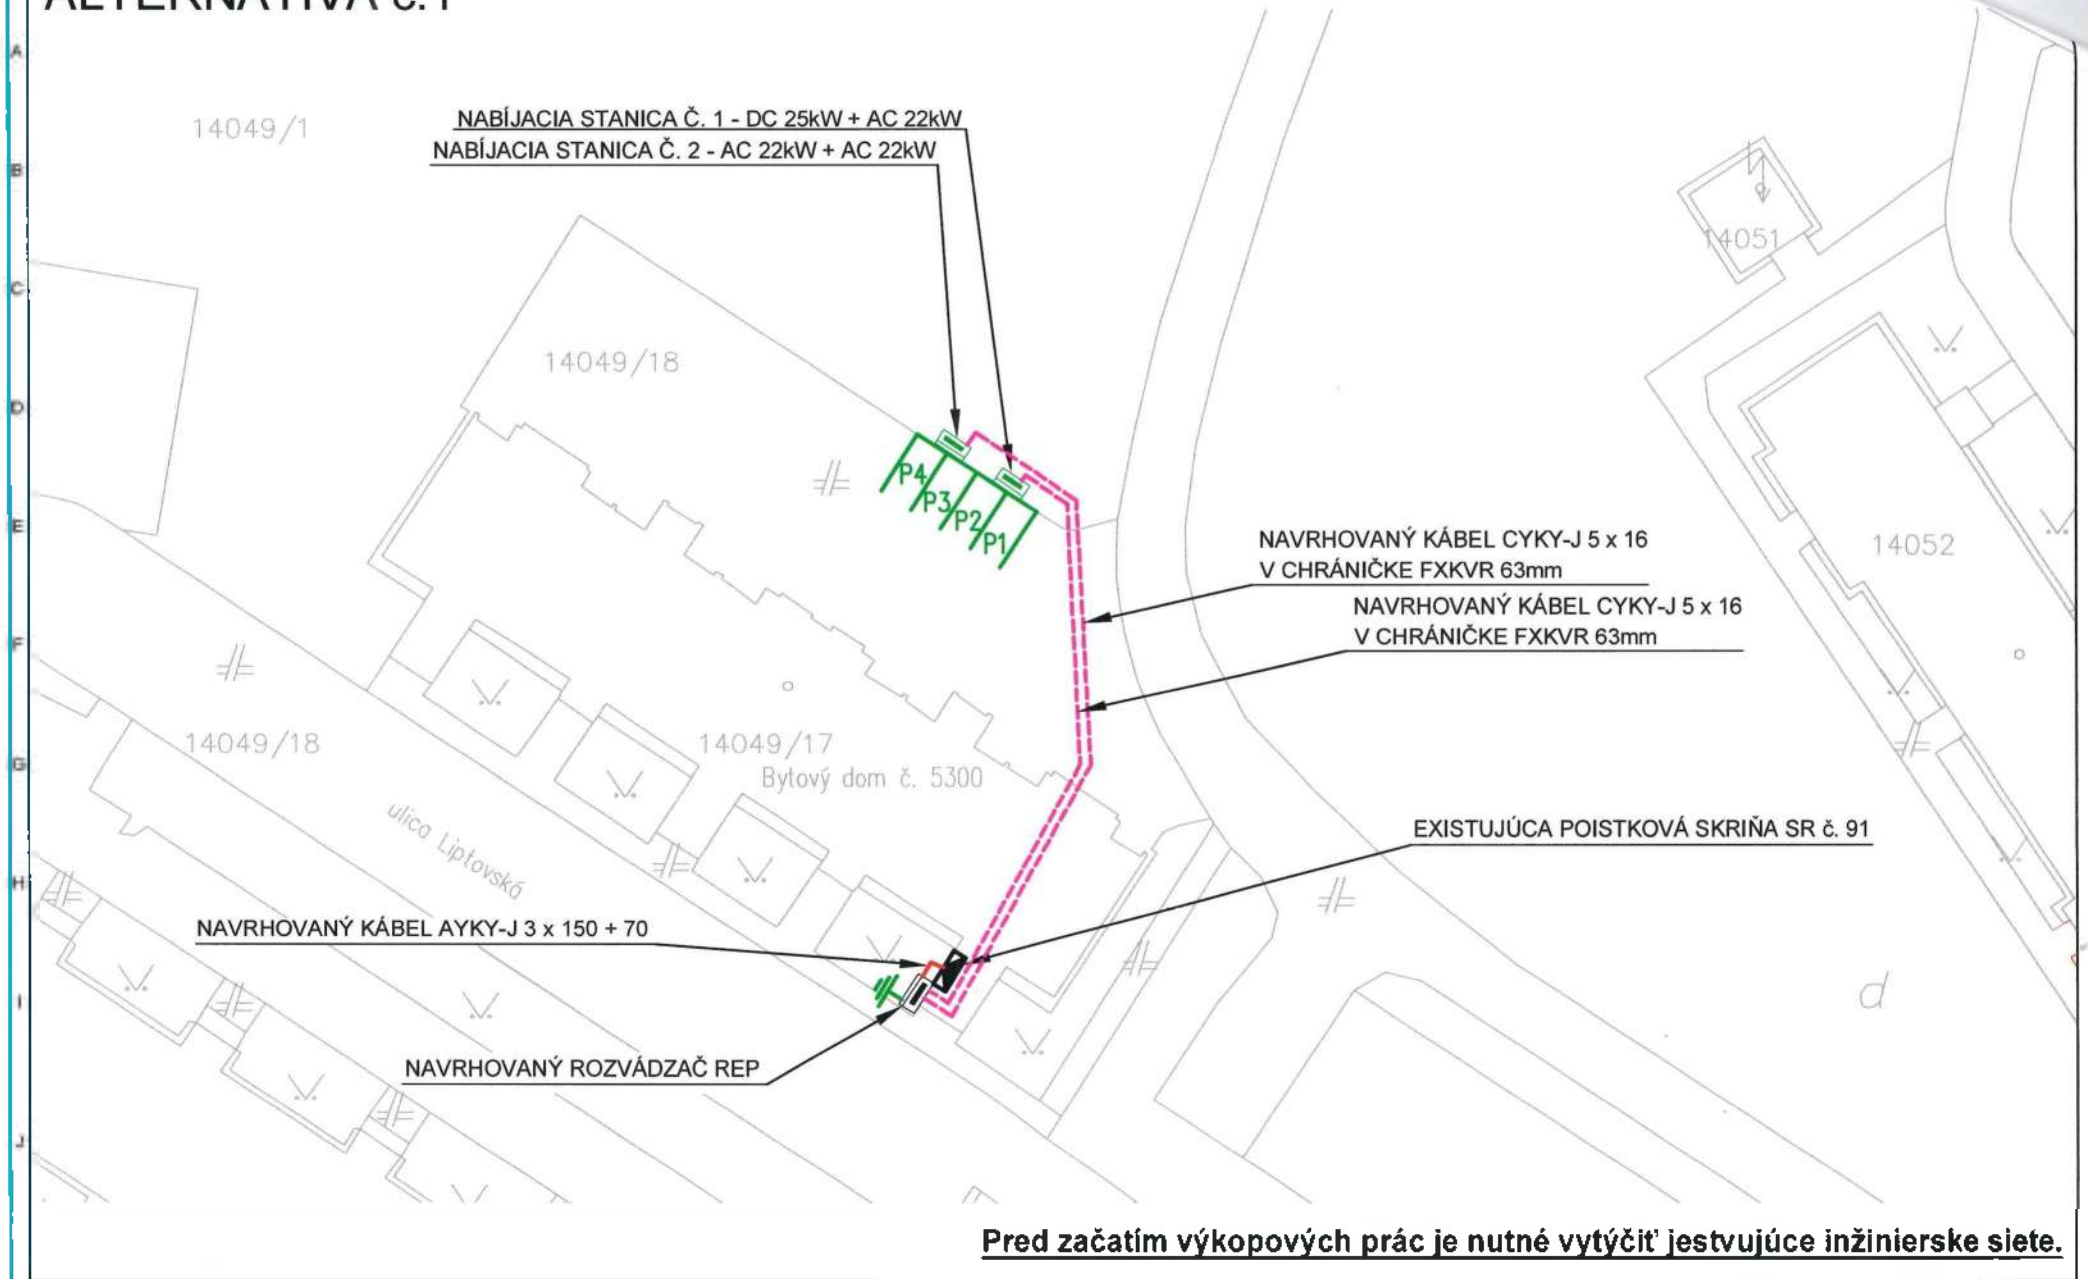 ALTERNATÍVA č.1
A
14049/1
NABÍJACIA STANICA Č. 1 - DC 25kW + AC 22kW
NABÍJACIA STANICA Č. 2 - AC 22kW + AC 22kW
B
14051
C
14049/18
D
P4
P3
P2
P1
E
NAVRHOVANÝ KÁBEL CYKY-J 5 x 16
V CHRÁNIČKE FXKVR 63mm
14052
NAVRHOVANÝ KÁBEL CYKY-J 5 x 16
V CHRÁNIČKE FXKVR 63mm
F
14049/18
14049/17
G
Bytový dom č. 5300
ulica Liptovská
EXISTUJÚCA POISTKOVÁ SKRIŇA SR č. 91
H
NAVRHOVANÝ KÁBEL AYKY-J 3 x 150 + 70
I
d
NAVRHOVANÝ ROZVÁDZAČ REP
J
Pred začatím výkopových prác je nutné vytýčiť jestvujúce inžinierske siete.